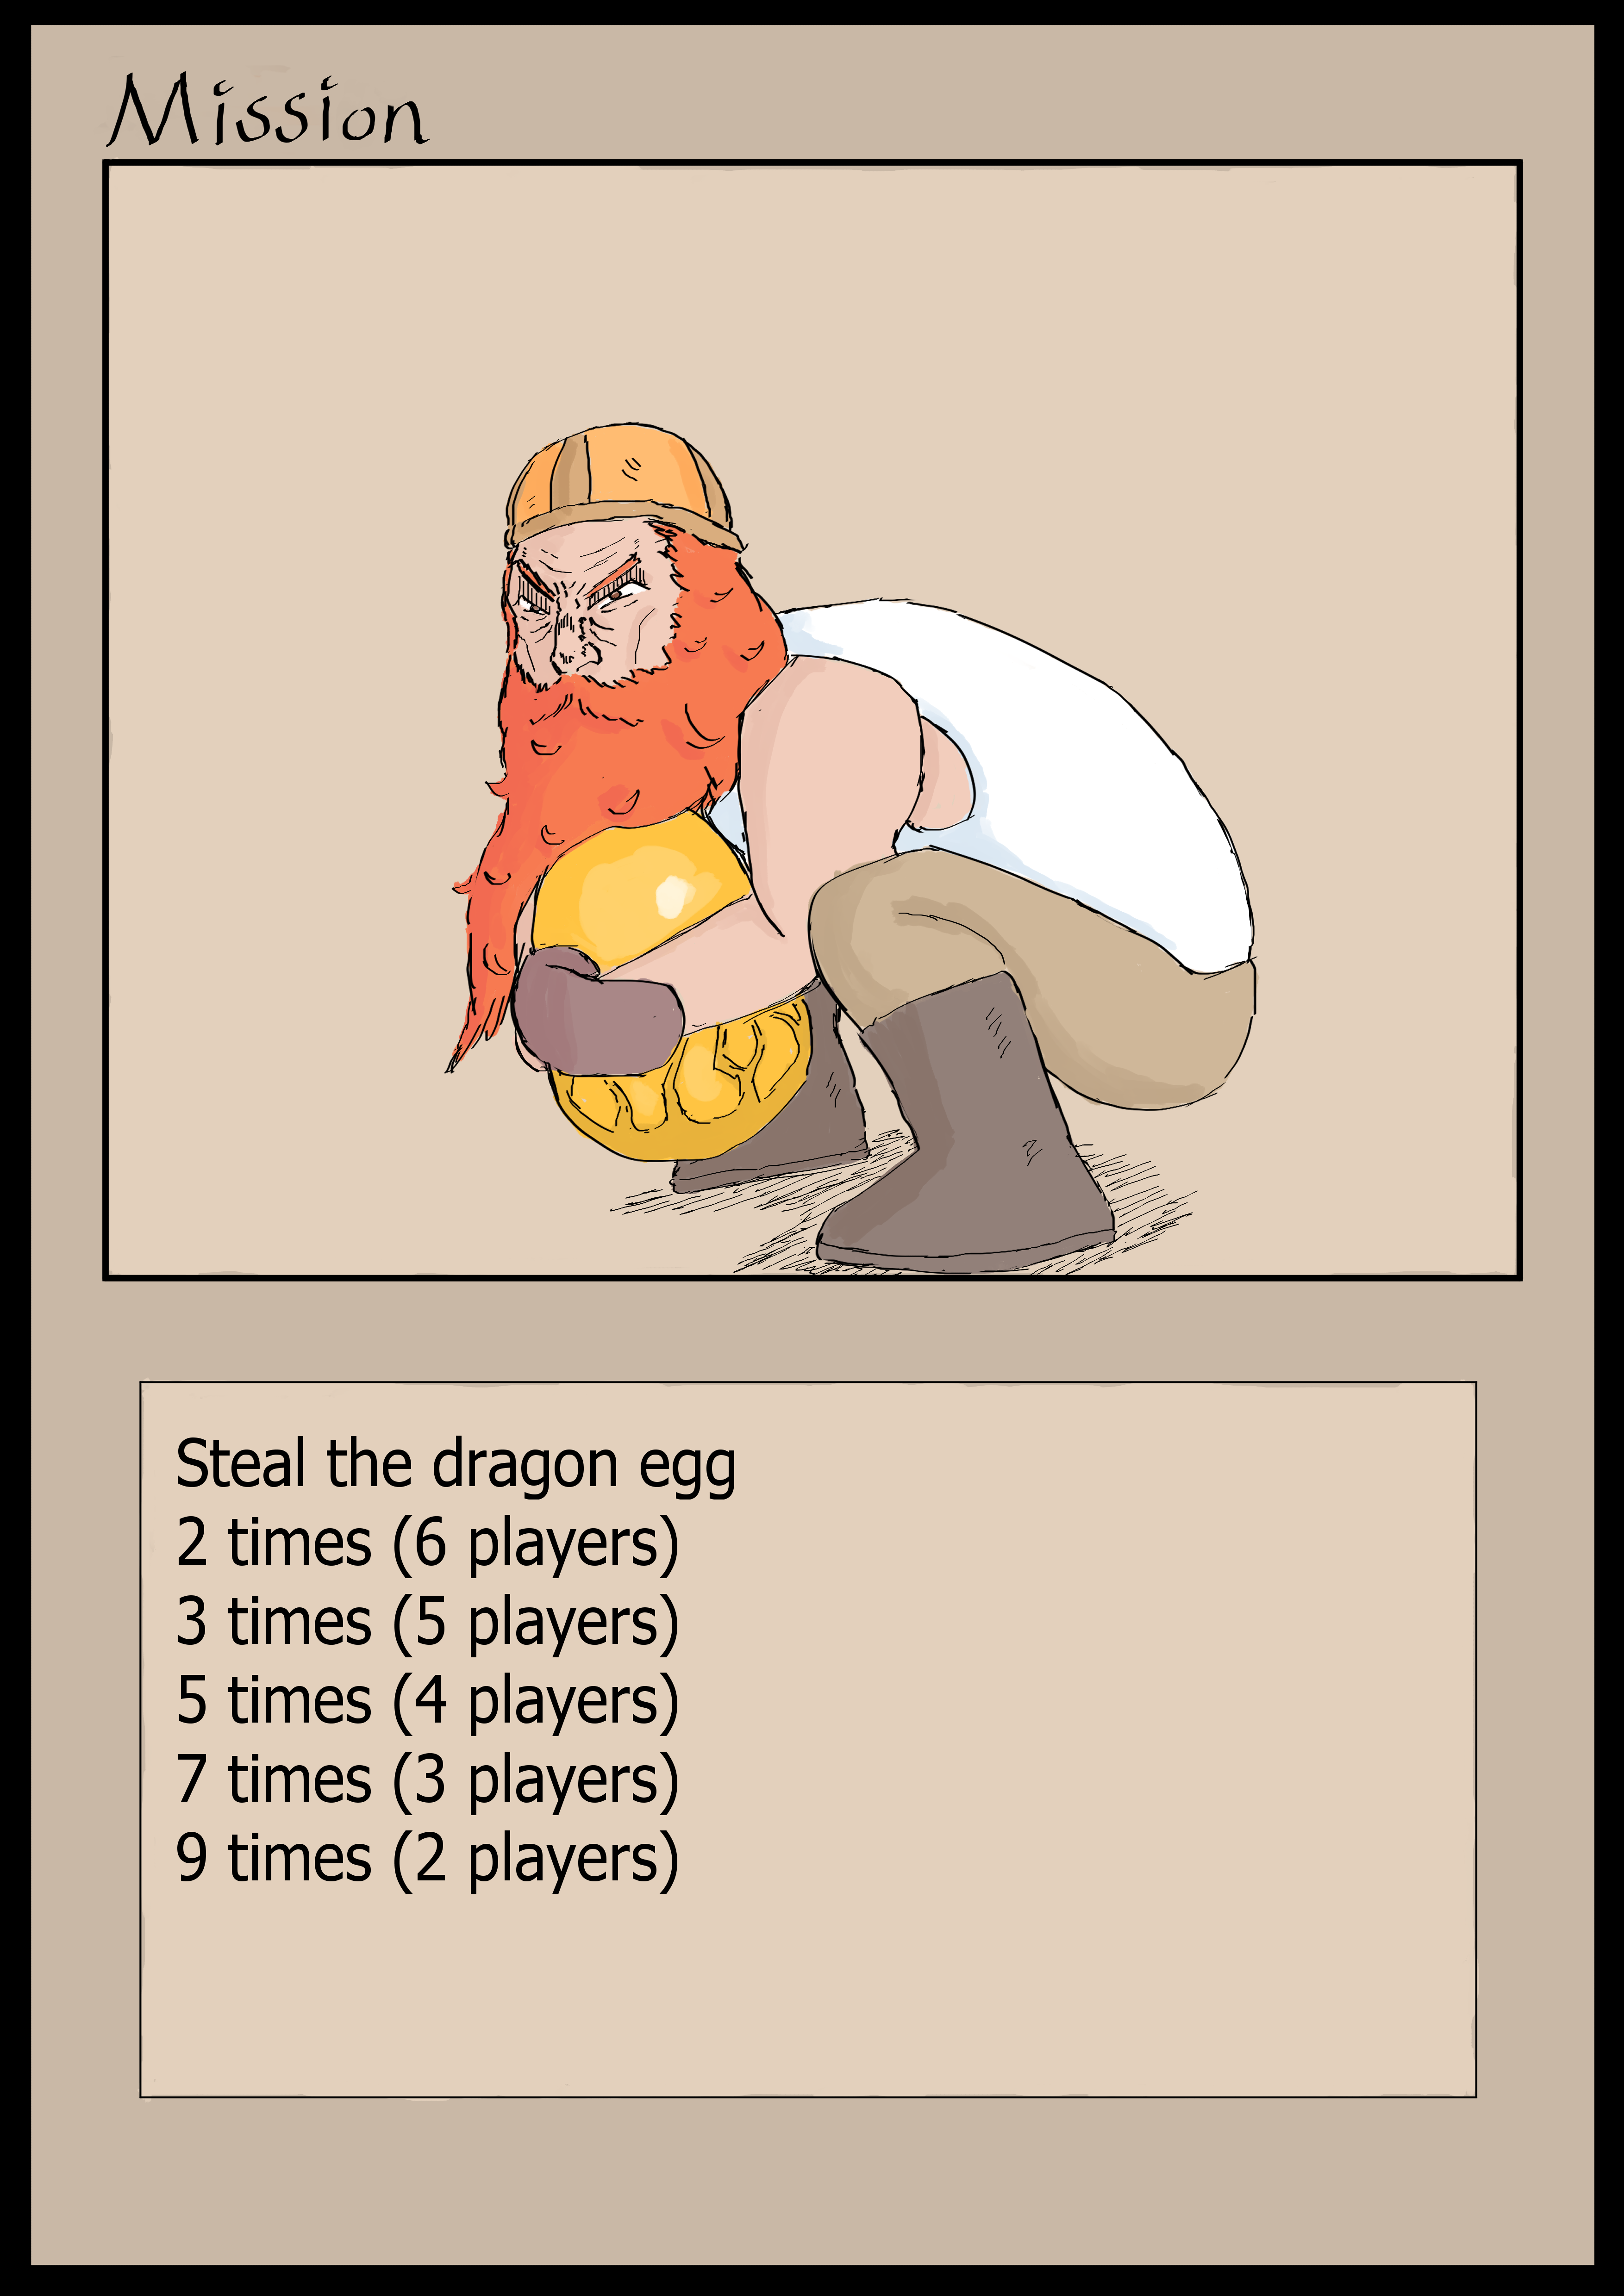 Mission
Steal the dragon egg
2 times (6 players)
3 times (5 players)
5 times (4 players)
7 times (3 players)
9 times (2 players)